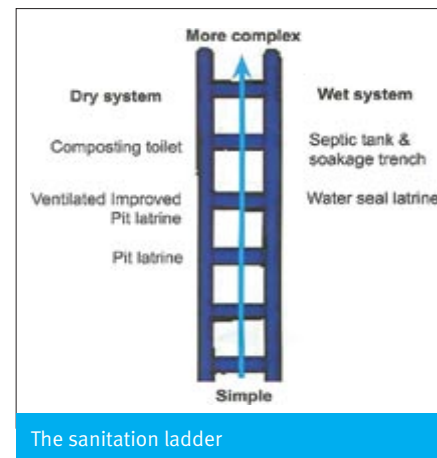 More complex
Dry system
Wet system
Composting toilet
Septic tank &
soakage trench
Ventilated Improved
Pit latrine
Water seal latrine
Pit latrine
Simple
The sanitation ladder